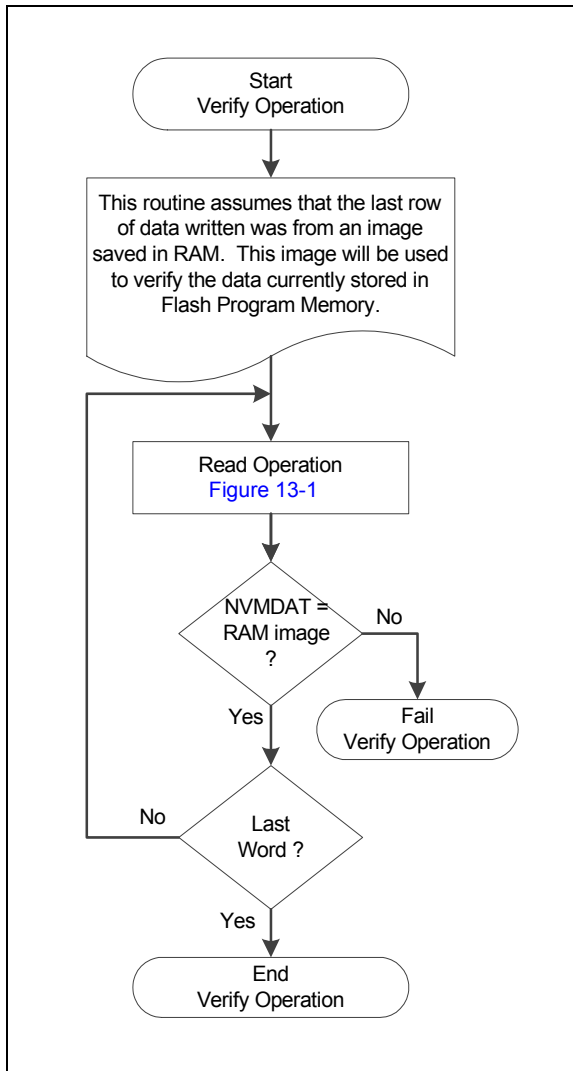 Start
Verify Operation
This routine assumes that the last row
of data written was from an image
saved in RAM.  This image will be used
to verify the data currently stored in
Flash Program Memory.
Read Operation
Figure 13-1
NVMDAT =
RAM image
?
No
Fail
Verify Operation
Yes
No
Last
Word ?
Yes
End
Verify Operation